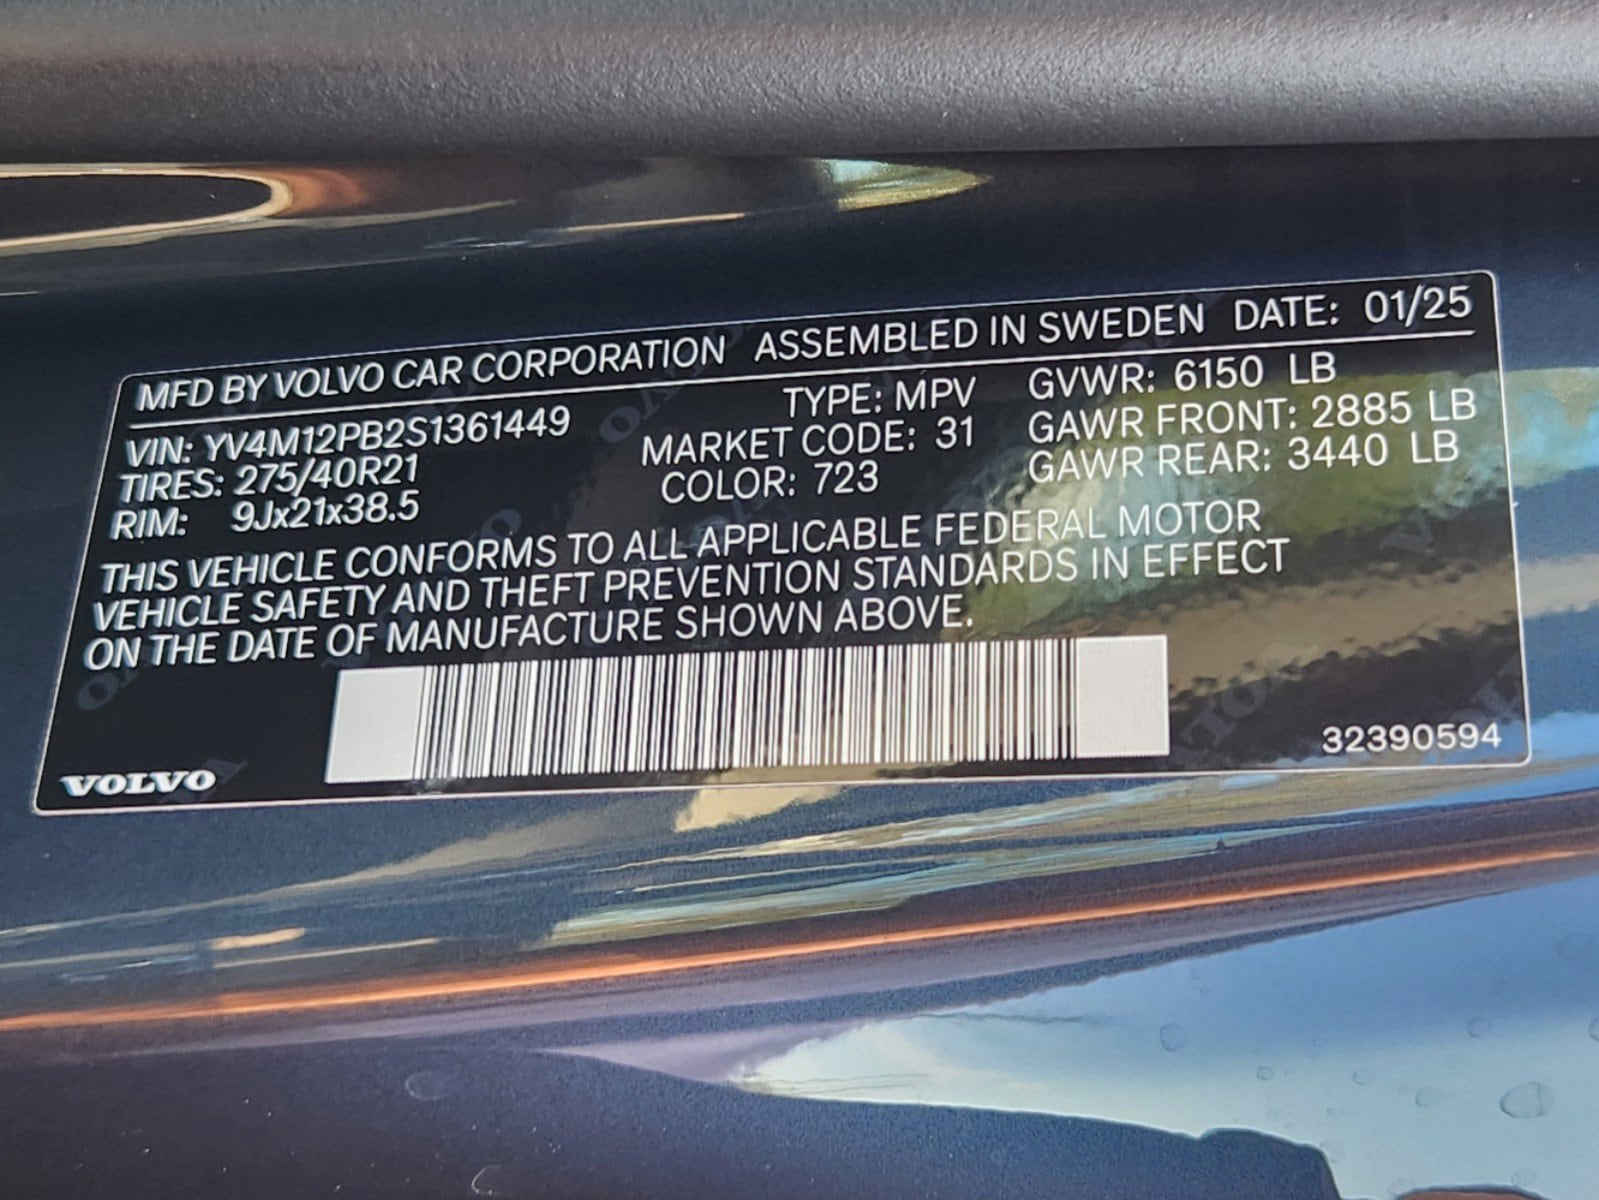 MFD BY VOLVO CAR CORPORATION ASSEMBLED IN SWEDEN DATE: 01/25
VIN: YV4M12PB2S1361449 TYPE: MPV GVWR: 6150 LB
TIRES: 275/40R21 MARKET CODE: 31 GAWR FRONT: 2885 LB
RIM: 9Jx21x38.5 COLOR: 723 GAWR REAR: 3440 LB
THIS VEHICLE CONFORMS TO ALL APPLICABLE FEDERAL MOTOR
VEHICLE SAFETY AND THEFT PREVENTION STANDARDS IN EFFECT
ON THE DATE OF MANUFACTURE SHOWN ABOVE.
VOLVO 32390594